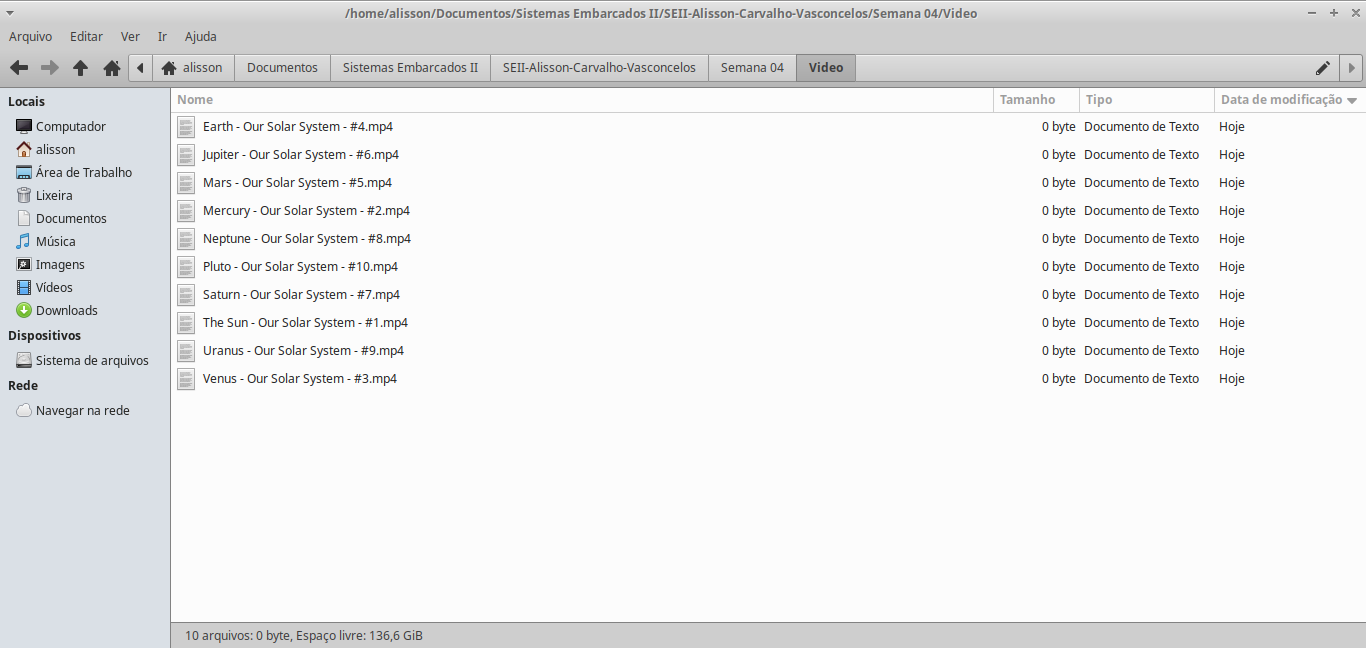 /home/alisson/Documentos/Sistemas Embarcados II/SEII-Alisson-Carvalho-Vasconcelos/Semana 04/Video
Arquivo Editar Ver Ir Ajuda
alisson Documentos Sistemas Embarcados II SEII-Alisson-Carvalho-Vasconcelos Semana 04 Video
Locais
Computador
alisson
Área de Trabalho
Lixeira
Documentos
Música
Imagens
Vídeos
Downloads
Dispositivos
Sistema de arquivos
Rede
Navegar na rede
Nome Tamanho Tipo Data de modificação
Earth - Our Solar System - #4.mp4 0 byte Documento de Texto Hoje
Jupiter - Our Solar System - #6.mp4 0 byte Documento de Texto Hoje
Mars - Our Solar System - #5.mp4 0 byte Documento de Texto Hoje
Mercury - Our Solar System - #2.mp4 0 byte Documento de Texto Hoje
Neptune - Our Solar System - #8.mp4 0 byte Documento de Texto Hoje
Pluto - Our Solar System - #10.mp4 0 byte Documento de Texto Hoje
Saturn - Our Solar System - #7.mp4 0 byte Documento de Texto Hoje
The Sun - Our Solar System - #1.mp4 0 byte Documento de Texto Hoje
Uranus - Our Solar System - #9.mp4 0 byte Documento de Texto Hoje
Venus - Our Solar System - #3.mp4 0 byte Documento de Texto Hoje
10 arquivos: 0 byte, Espaço livre: 136,6 GiB